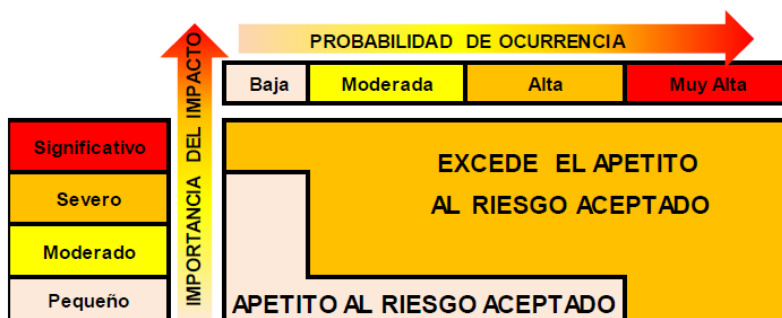 PROBABILIDAD DE OCURRENCIA
IMPORTANCIA DEL IMPACTO
Baja
Moderada
Alta
Muy Alta
Significativo
Severo
Moderado
Pequeño
EXCEDE EL APETITO
AL RIESGO ACEPTADO
APETITO AL RIESGO ACEPTADO